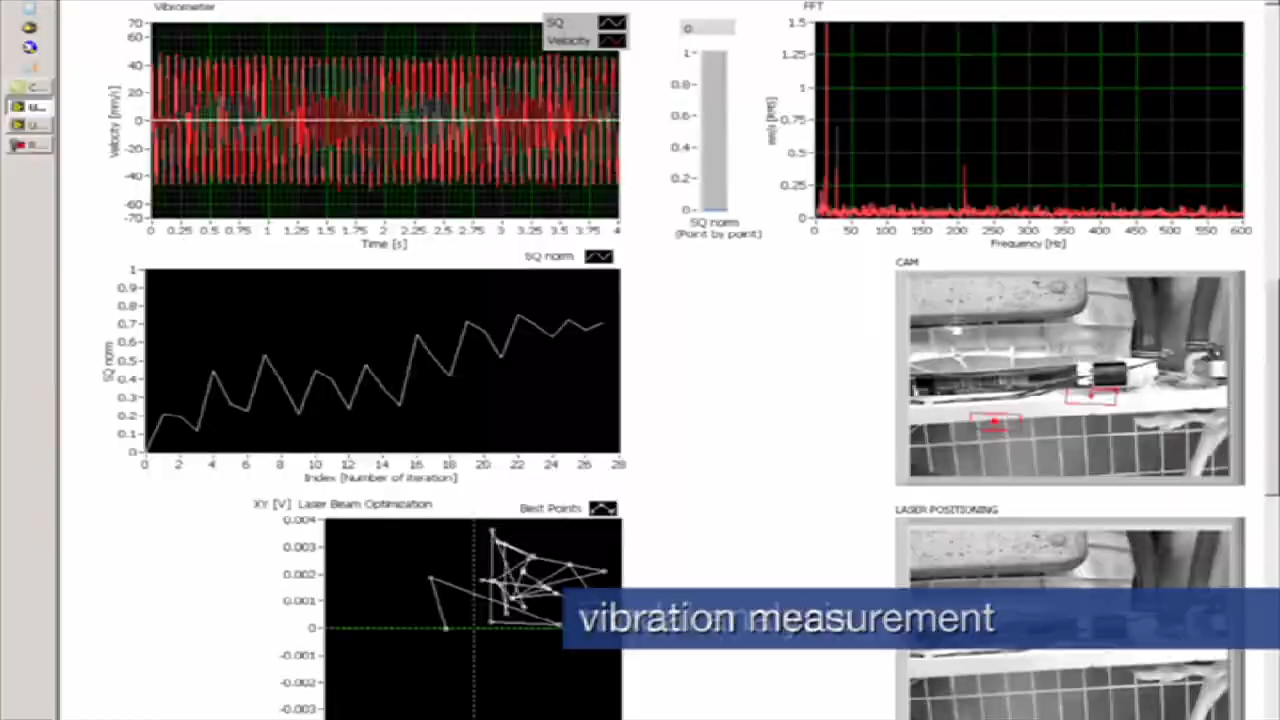 Vibrometer
SQ
Velocity
70
60
40
20
0
-20
-40
-60
-70
Velocity [mm/s]
0 0.25 0.5 0.75 1 1.25 1.5 1.75 2 2.25 2.5 2.75 3 3.25 3.5 3.75 4
Time [s]
0
1
0.8
0.6
0.4
0.2
0
SQ norm
(Point by point)
FFT
1.5
1.25
1
0.75
0.5
0.25
0
mm/s [RMS]
0 50 100 150 200 250 300 350 400 450 500 550 600
Frequency [Hz]
SQ norm
1
0.9
0.8
0.7
0.6
0.5
0.4
0.3
0.2
0.1
0
SQ norm
0 2 4 6 8 10 12 14 16 18 20 22 24 26 28
Index [Number of iteration]
CAM
XY [V] Laser Beam Optimization
Best Points
0.004
0.003
0.002
0.001
0
-0.001
-0.002
-0.003
LASER POSITIONING
vibration measurement